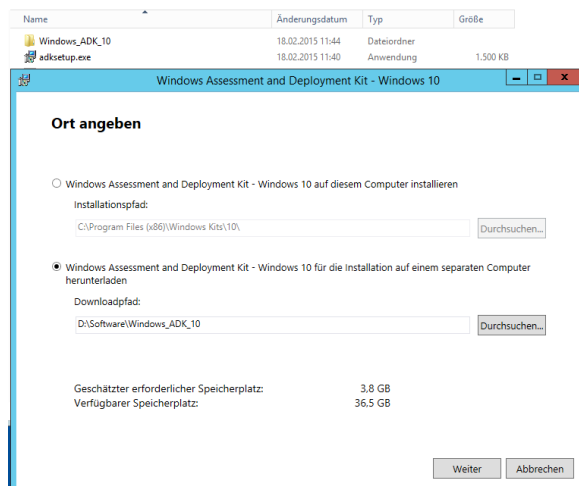 Name Änderungsdatum Typ Größe
Windows_ADK_10 18.02.2015 11:44 Dateiordner
adksetup.exe 18.02.2015 11:40 Anwendung 1.500 KB
Windows Assessment and Deployment Kit - Windows 10
Ort angeben
Windows Assessment and Deployment Kit - Windows 10 auf diesem Computer installieren
Installationspfad:
C:\Program Files (x86)\Windows Kits\10\ Durchsuchen...
Windows Assessment and Deployment Kit - Windows 10 für die Installation auf einem separaten Computer
herunterladen
Downloadpfad:
D:\Software\Windows_ADK_10 Durchsuchen...
Geschätzter erforderlicher Speicherplatz: 3,8 GB
Verfügbarer Speicherplatz: 36,5 GB
Weiter Abbrechen